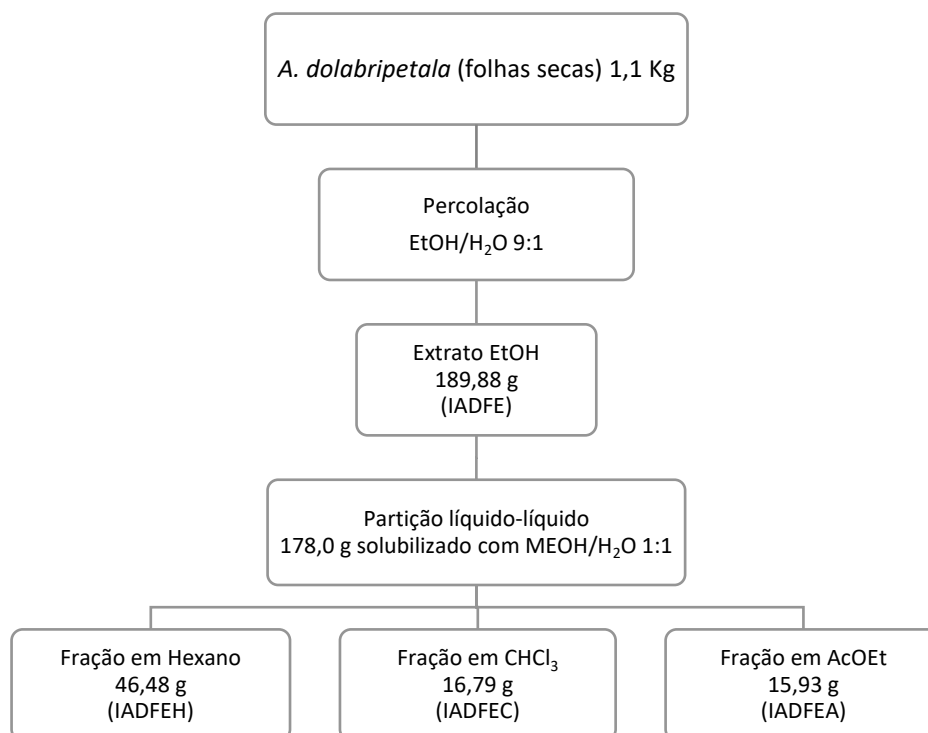 A. dolabripetala (folhas secas) 1,1 Kg
Percolação
EtOH/H₂O 9:1
Extrato EtOH
189,88 g
(IADFE)
Partição líquido-líquido
178,0 g solubilizado com MEOH/H₂O 1:1
Fração em Hexano
46,48 g
(IADFEH)
Fração em CHCl₃
16,79 g
(IADFEC)
Fração em AcOEt
15,93 g
(IADFEA)